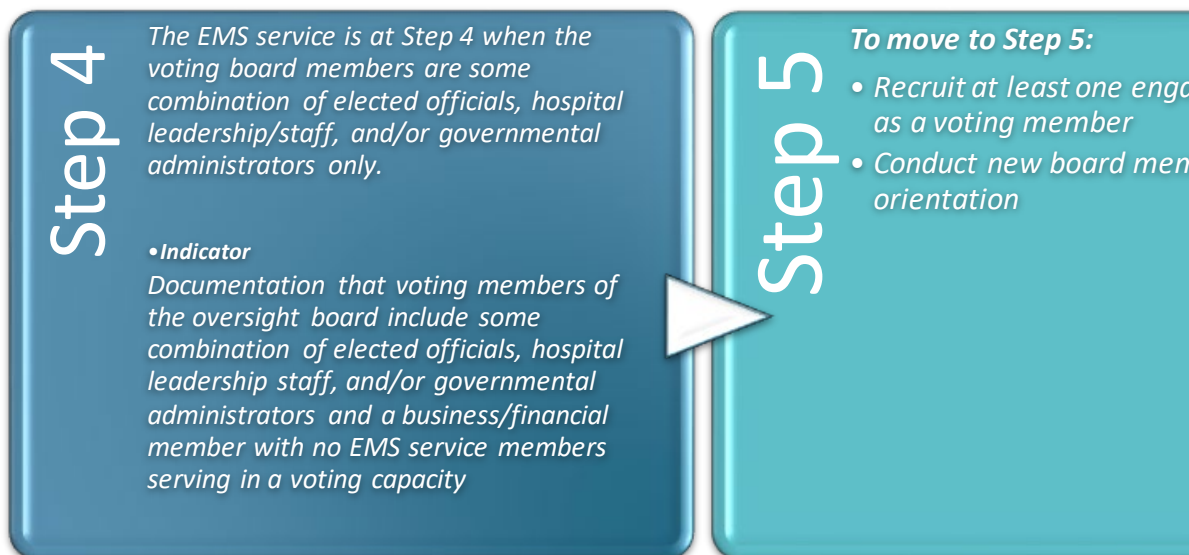 Step 4
The EMS service is at Step 4 when the
voting board members are some
combination of elected officials, hospital
leadership/staff, and/or governmental
administrators only.
•Indicator
Documentation that voting members of
the oversight board include some
combination of elected officials, hospital
leadership staff, and/or governmental
administrators and a business/financial
member with no EMS service members
serving in a voting capacity
Step 5
To move to Step 5:
• Recruit at least one
as a voting member
• Conduct new board
orientation